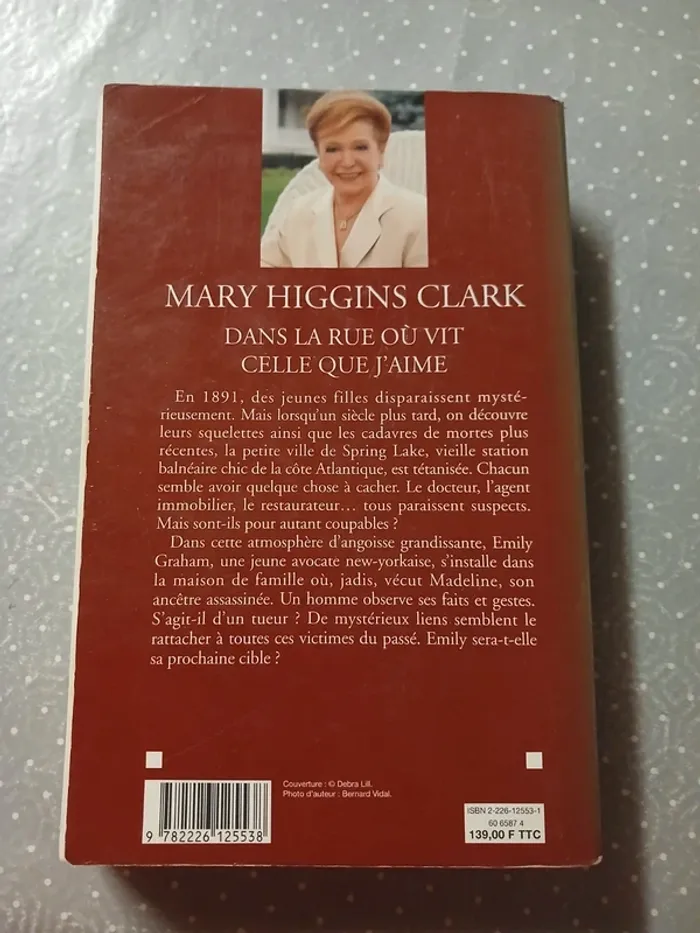 MARY HIGGINS CLARK
DANS LA RUE OÙ VIT
CELLE QUE J'AIME
En 1891, des jeunes filles disparaissent mysté-
rieusement. Mais lorsqu'un siècle plus tard, on découvre
leurs squelettes ainsi que les cadavres de mortes plus
récentes, la petite ville de Spring Lake, vieille station
balnéaire chic de la côte Atlantique, est tétanisée. Chacun
semble avoir quelque chose à cacher. Le docteur, l'agent
immobilier, le restaurateur… tous paraissent suspects.
Mais sont-ils pour autant coupables ?
Dans cette atmosphère d'angoisse grandissante, Emily
Graham, une jeune avocate new-yorkaise, s'installe dans
la maison de famille où, jadis, vécut Madeline, son
ancêtre assassinée. Un homme observe ses faits et gestes.
S'agit-il d'un tueur ? De mystérieux liens semblent le
rattacher à toutes ces victimes du passé. Emily sera-t-elle
sa prochaine cible ?
Couverture : © Debra Lill.
Photo d'auteur : Bernard Vidal.
9 782226 125538
ISBN 2-226-12553-1
60 6587 4
139,00 F TTC